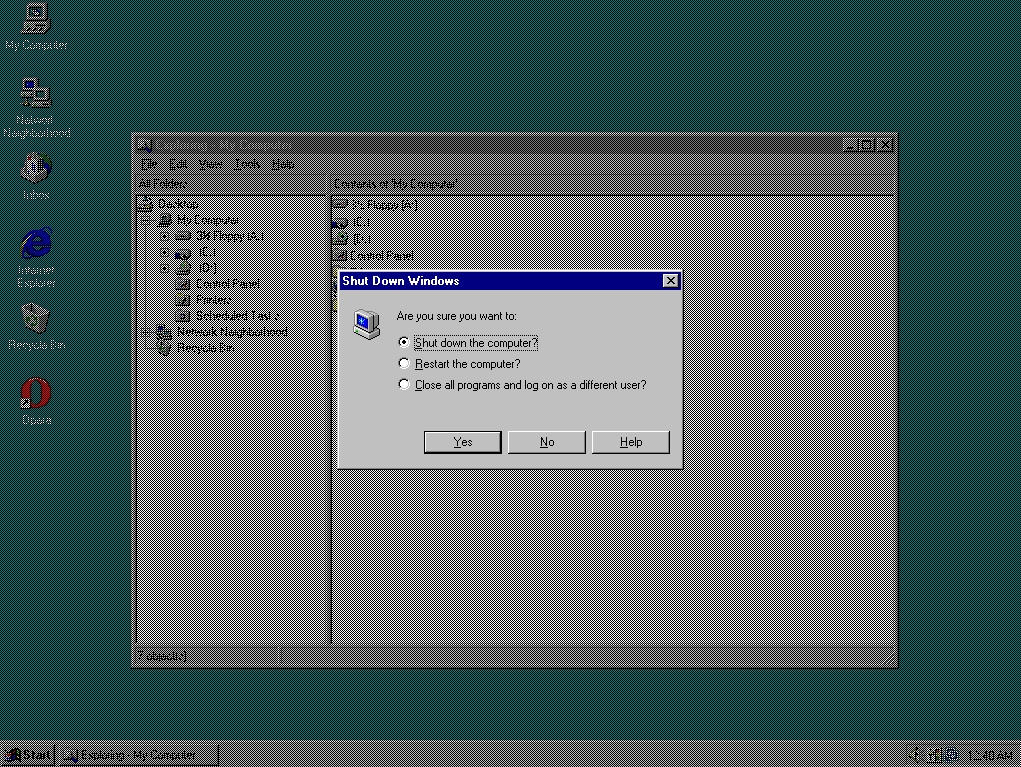 My Computer
Network
Neighborhood
Inbox
Internet
Explorer
Recycle Bin
Opera
Exploring - My Computer
File Edit View Tools Help
All Folders
Contents of 'My Computer'
Desktop
My Computer
3½ Floppy (A:)
(C:)
(D:)
Control Panel
Printers
Scheduled Tasks
Network Neighborhood
Recycle Bin
3½ Floppy (A:)
(C:)
(D:)
Control Panel
Shut Down Windows
Are you sure you want to:
Shut down the computer?
Restart the computer?
Close all programs and log on as a different user?
Yes
No
Help
7 object(s)
Start
Exploring - My Computer
12:40 AM